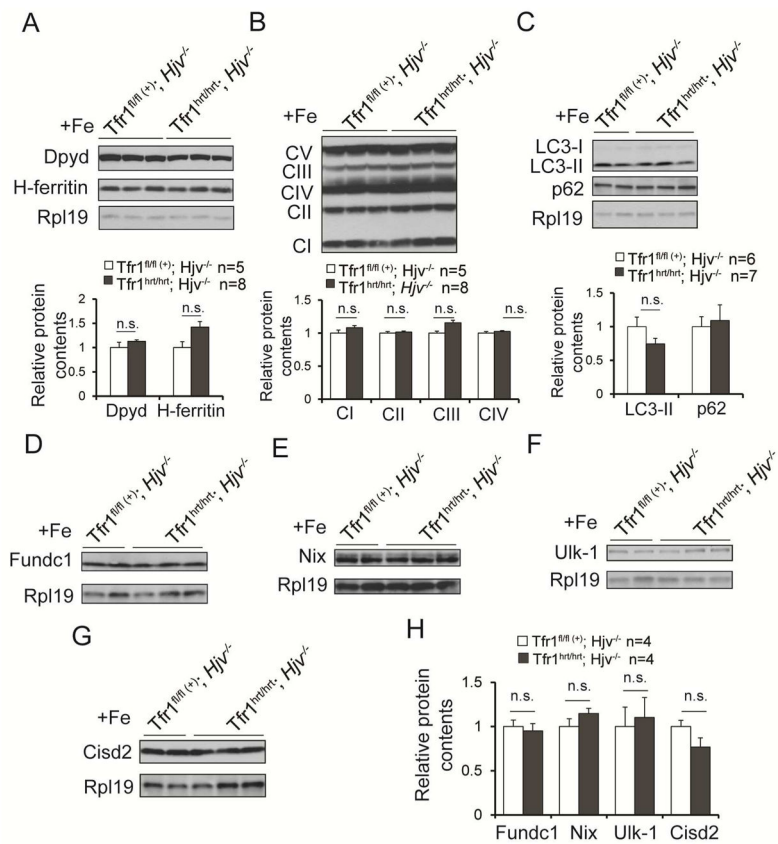 A
Tfr1fl/fl (+); Hjv-/-
Tfr1hrt/hrt; Hjv-/-
+Fe
Dpyd
H-ferritin
Rpl19
Tfr1fl/fl (+); Hjv-/- n=5
Tfr1hrt/hrt; Hjv-/- n=8
Relative protein
contents
2
1.5
1
0.5
0
n.s.
n.s.
Dpyd H-ferritin
B
Tfr1fl/fl (+); Hjv-/-
Tfr1hrt/hrt; Hjv-/-
+Fe
CV
CIII
CIV
CII
CI
Tfr1fl/fl (+); Hjv-/- n=5
Tfr1hrt/hrt; Hjv-/- n=8
Relative protein
contents
1.5
1
0.5
0
n.s.
n.s.
n.s.
n.s.
CI CII CIII CIV
C
Tfr1fl/fl (+); Hjv-/-
Tfr1hrt/hrt; Hjv-/-
+Fe
LC3-I
LC3-II
p62
Rpl19
Tfr1fl/fl (+); Hjv-/- n=6
Tfr1hrt/hrt; Hjv-/- n=7
Relative protein
contents
1.5
1
0.5
0
n.s.
LC3-II p62
D
Tfr1fl/fl (+); Hjv-/-
Tfr1hrt/hrt; Hjv-/-
+Fe
Fundc1
Rpl19
E
Tfr1fl/fl (+); Hjv-/-
Tfr1hrt/hrt; Hjv-/-
+Fe
Nix
Rpl19
F
Tfr1fl/fl (+); Hjv-/-
Tfr1hrt/hrt; Hjv-/-
+Fe
Ulk-1
Rpl19
G
Tfr1fl/fl (+); Hjv-/-
Tfr1hrt/hrt; Hjv-/-
+Fe
Cisd2
Rpl19
H
Tfr1fl/fl (+); Hjv-/- n=4
Tfr1hrt/hrt; Hjv-/- n=4
Relative protein
contents
1.5
1
0.5
0
n.s.
n.s.
n.s.
n.s.
Fundc1 Nix Ulk-1 Cisd2